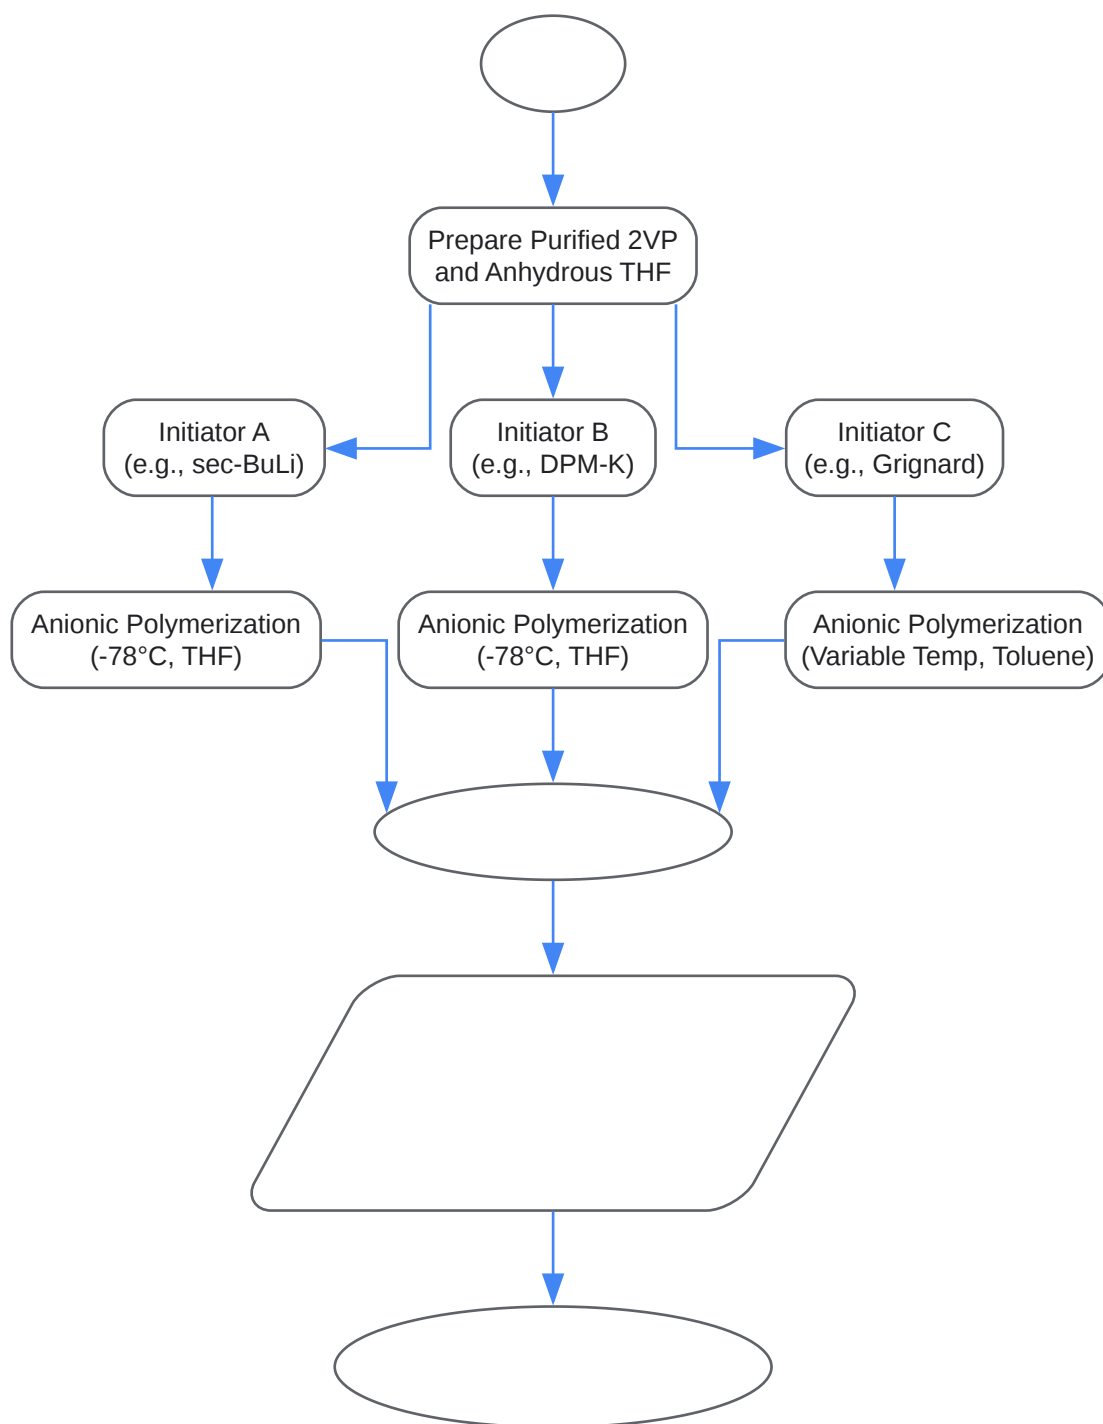 Prepare Purified 2VP
and Anhydrous THF
Initiator A
(e.g., sec-BuLi)
Initiator B
(e.g., DPM-K)
Initiator C
(e.g., Grignard)
Anionic Polymerization
(-78°C, THF)
Anionic Polymerization
(-78°C, THF)
Anionic Polymerization
(Variable Temp, Toluene)